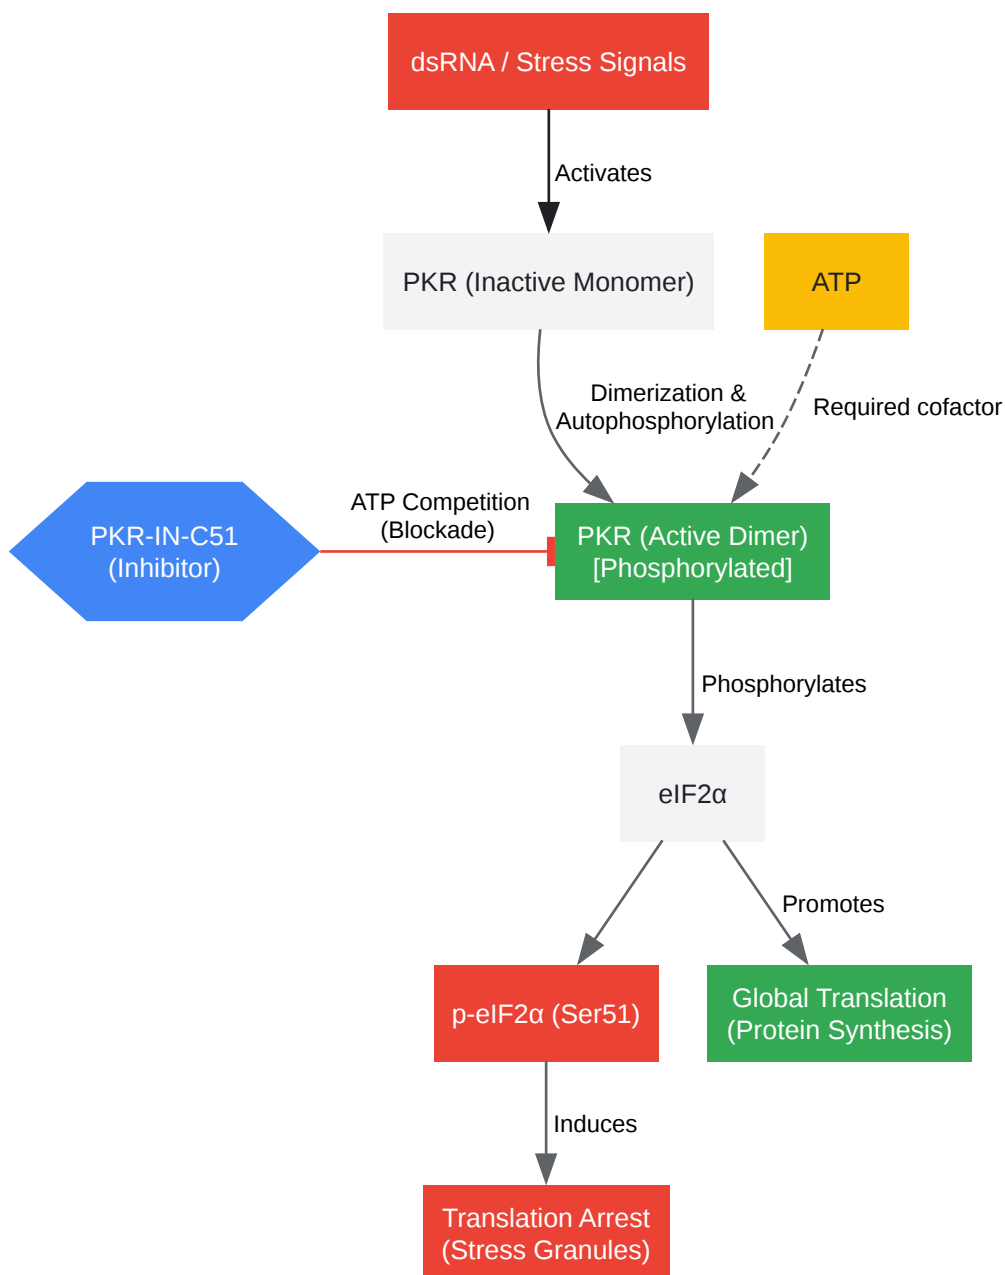 dsRNA / Stress Signals
Activates
PKR (Inactive Monomer)
ATP
Dimerization &
Autophosphorylation
Required cofactor
PKR-IN-C51
(Inhibitor)
ATP Competition
(Blockade)
PKR (Active Dimer)
[Phosphorylated]
Phosphorylates
eIF2α
Promotes
p-eIF2α (Ser51)
Global Translation
(Protein Synthesis)
Induces
Translation Arrest
(Stress Granules)